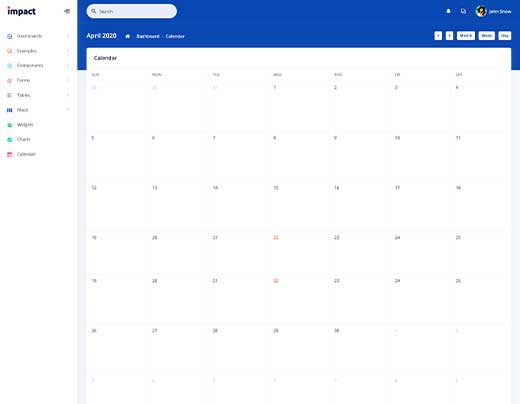 impact
Search
John Snow
Dashboards
Examples
Components
Forms
Tables
Maps
Widgets
Charts
Calendar
April 2020
Dashboard - Calendar
Month
Week
Day
Calendar
SUN MON TUE WED THU FRI SAT
29 30 31 1 2 3 4
5 6 7 8 9 10 11
12 13 14 15 16 17 18
19 20 21 22 23 24 25
19 20 21 22 23 24 25
26 27 28 29 30 1 2
3 4 5 6 7 8 9